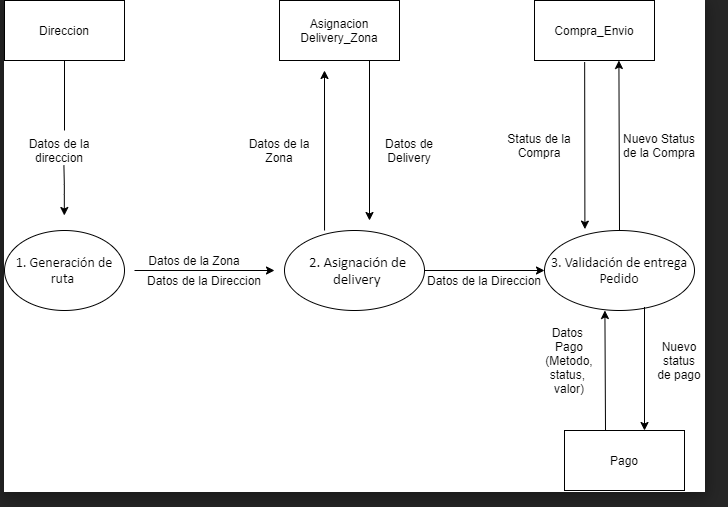 Direccion
Asignacion
Delivery_Zona
Compra_Envio
Datos de la
direccion
Datos de la
Zona
Datos de
Delivery
Status de la
Compra
Nuevo Status
de la Compra
1. Generación de
ruta
Datos de la Zona
Datos de la Direccion
2. Asignación de
delivery
Datos de la Direccion
3. Validación de entrega
Pedido
Datos
Pago
(Metodo,
status,
valor)
Nuevo
status
de pago
Pago